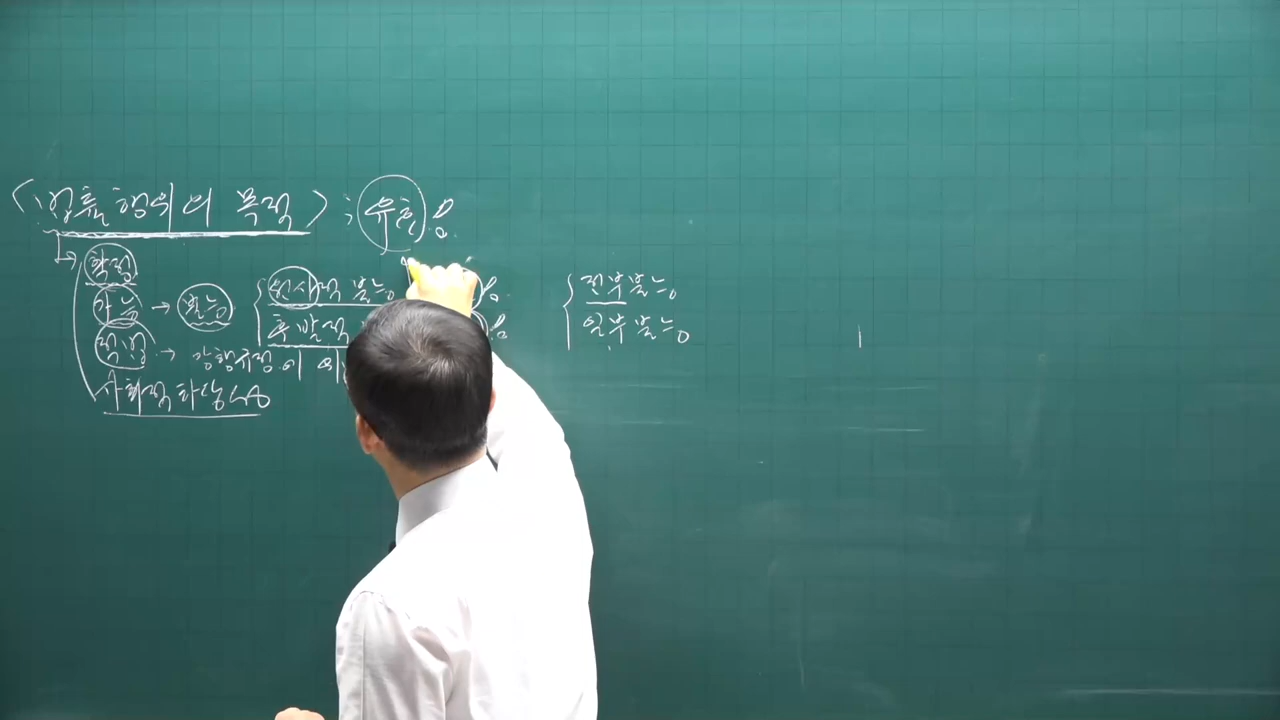 <법률행위의 목적> ; 유효요
확정
가능 → 불능 { 원시적 불능
후발적
{ 전부불능
일부불능
적법 → 강행규정이
사회적타당성